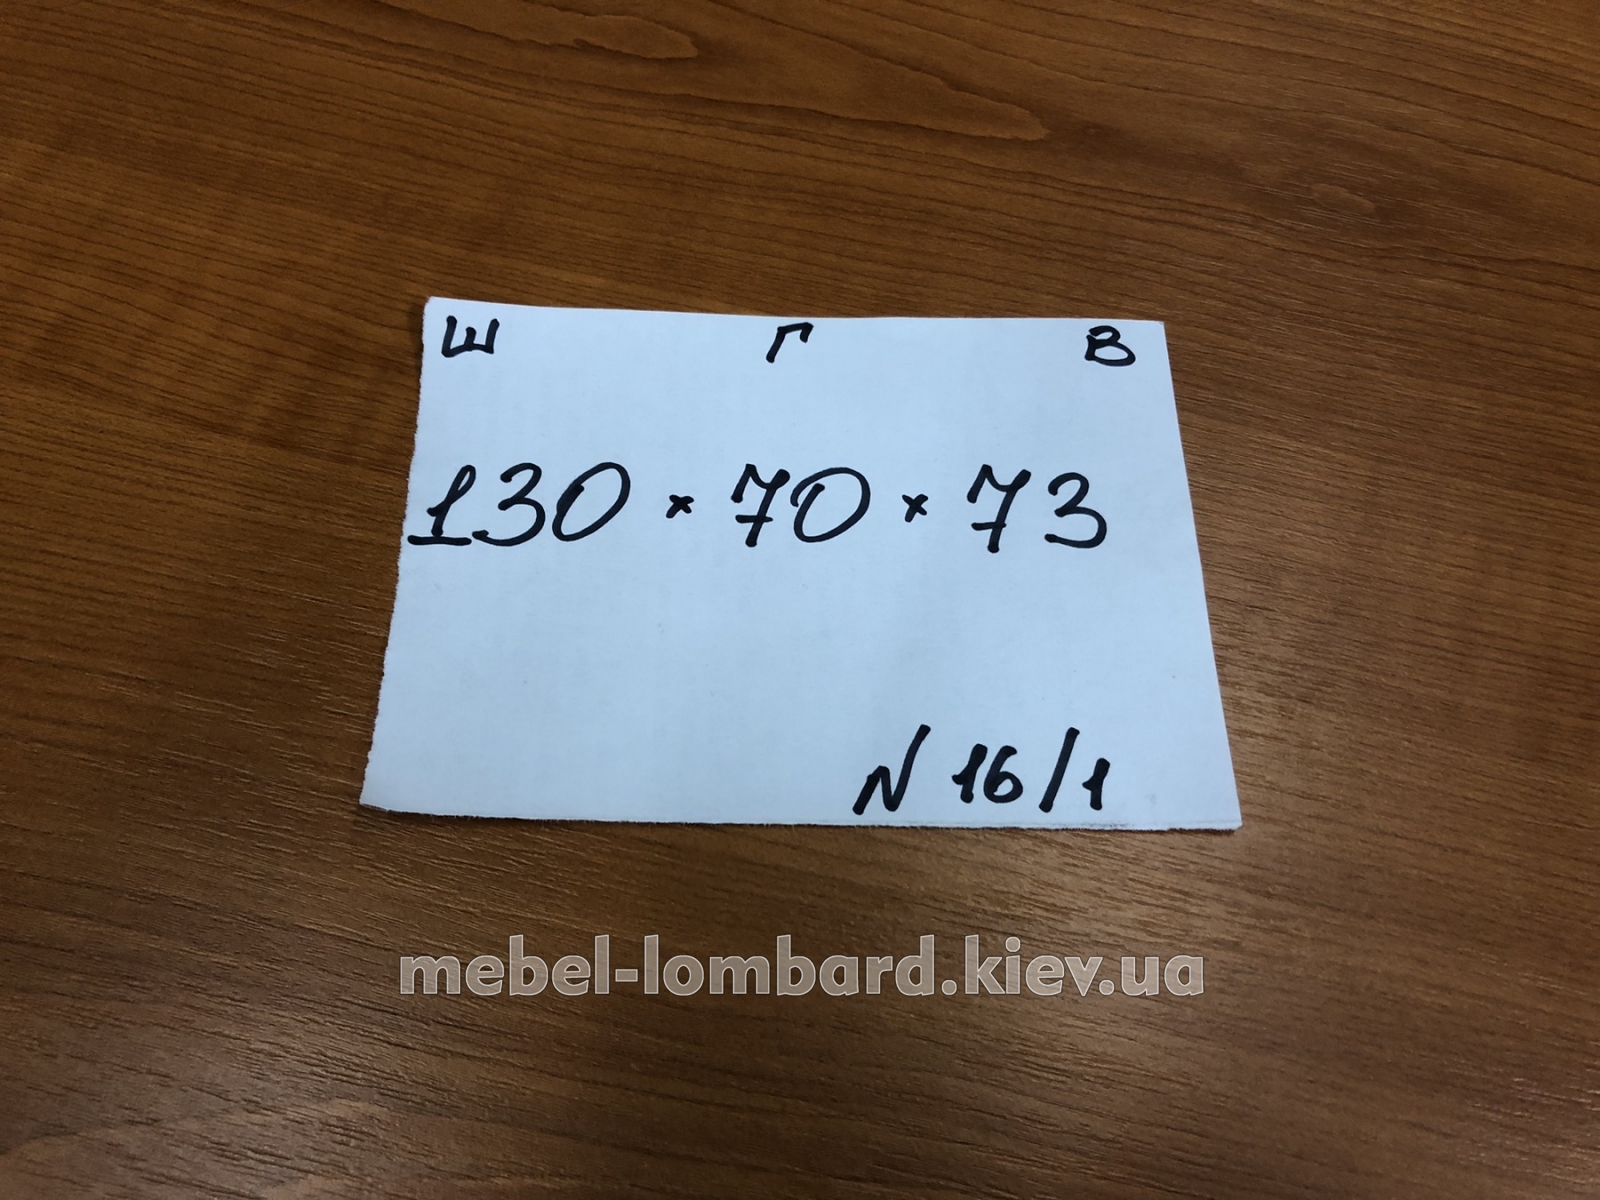 Ш Г В
130 × 70 × 73
N 16/1
mebel-lombard.kiev.ua